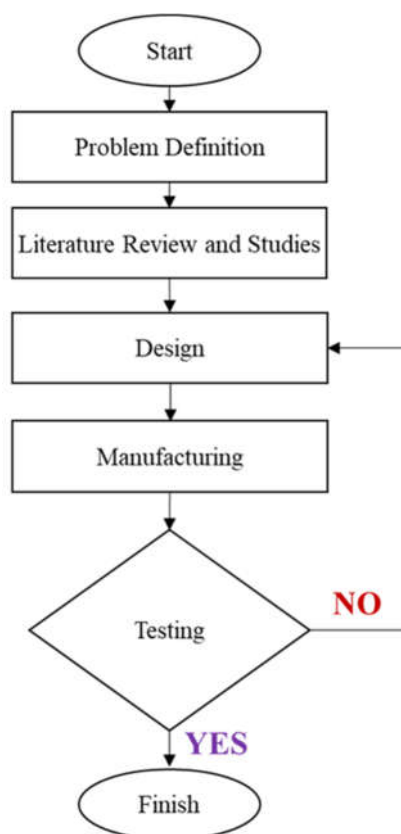 Start
Problem Definition
Literature Review and Studies
Design
Manufacturing
Testing
NO
YES
Finish